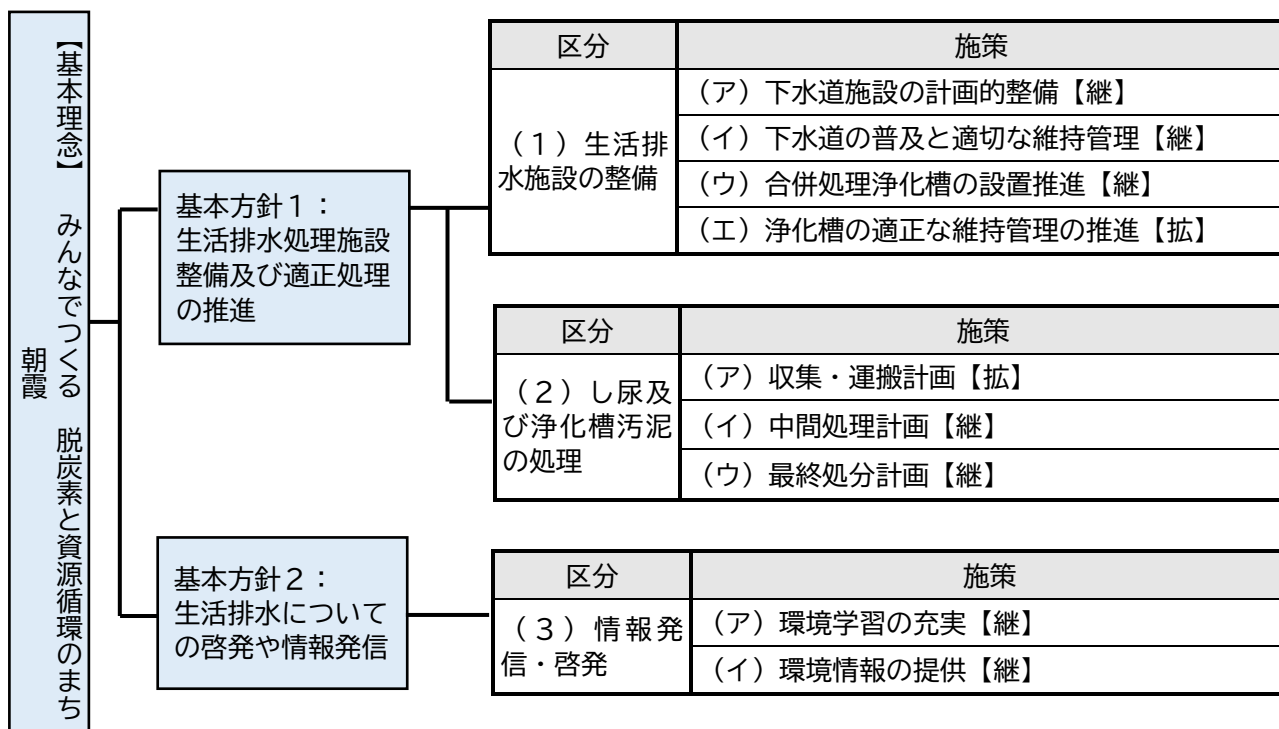 【基本理念】 みんなでつくる 脱炭素と資源循環のまち
朝霞
基本方針１：
生活排水処理施設
整備及び適正処理
の推進
区分
施策
（１）生活排
水施設の整備
（ア）下水道施設の計画的整備【継】
（イ）下水道の普及と適切な維持管理【継】
（ウ）合併処理浄化槽の設置推進【継】
（エ）浄化槽の適正な維持管理の推進【拡】
区分
施策
（２）し尿及
び浄化槽汚泥
の処理
（ア）収集・運搬計画【拡】
（イ）中間処理計画【継】
（ウ）最終処分計画【継】
基本方針２：
生活排水について
の啓発や情報発信
区分
施策
（３）情報発
信・啓発
（ア）環境学習の充実【継】
（イ）環境情報の提供【継】